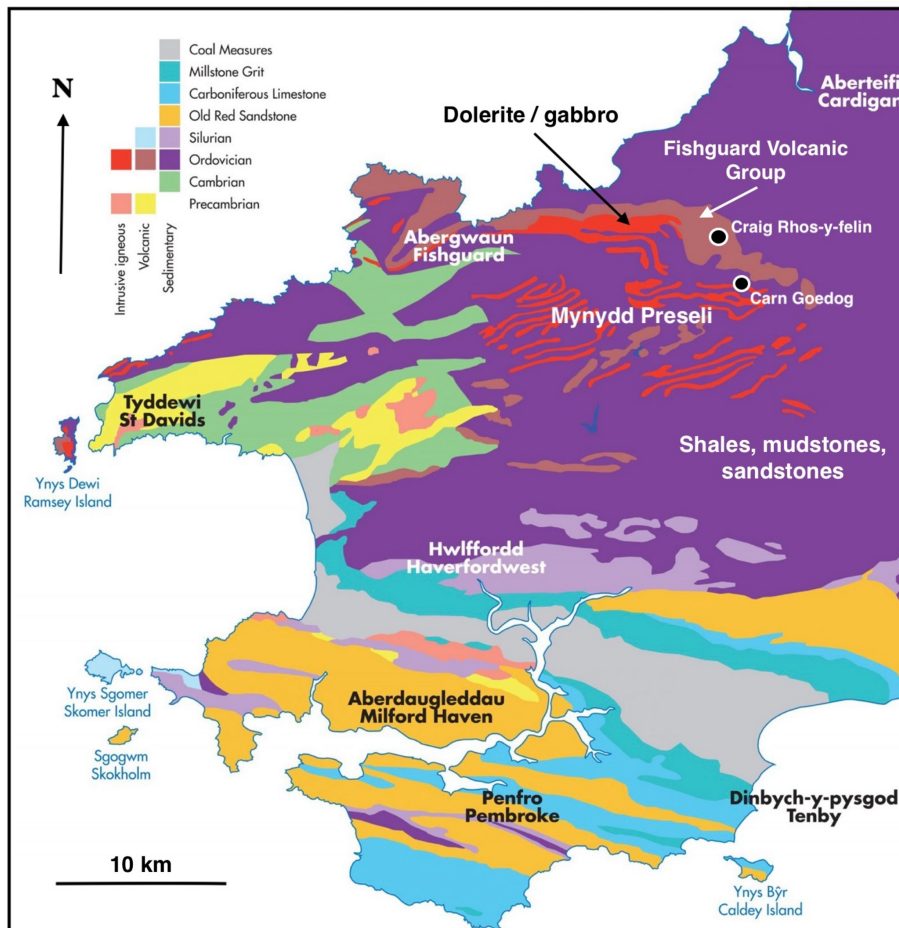 N
Coal Measures
Millstone Grit
Carboniferous Limestone
Old Red Sandstone
Silurian
Ordovician
Cambrian
Precambrian
Intrusive igneous
Volcanic
Sedimentary
Aberteifi
Cardigan
Dolerite / gabbro
Fishguard Volcanic
Group
Craig Rhos-y-felin
Abergwaun
Fishguard
Carn Goedog
Mynydd Preseli
Tyddewi
St Davids
Shales, mudstones,
sandstones
Ynys Dewi
Ramsey Island
Hwlffordd
Haverfordwest
Ynys Sgomer
Skomer Island
Aberdaugleddau
Milford Haven
Sgogwm
Skokholm
Penfro
Pembroke
Dinbych-y-pysgod
Tenby
10 km
Ynys Bŷr
Caldey Island